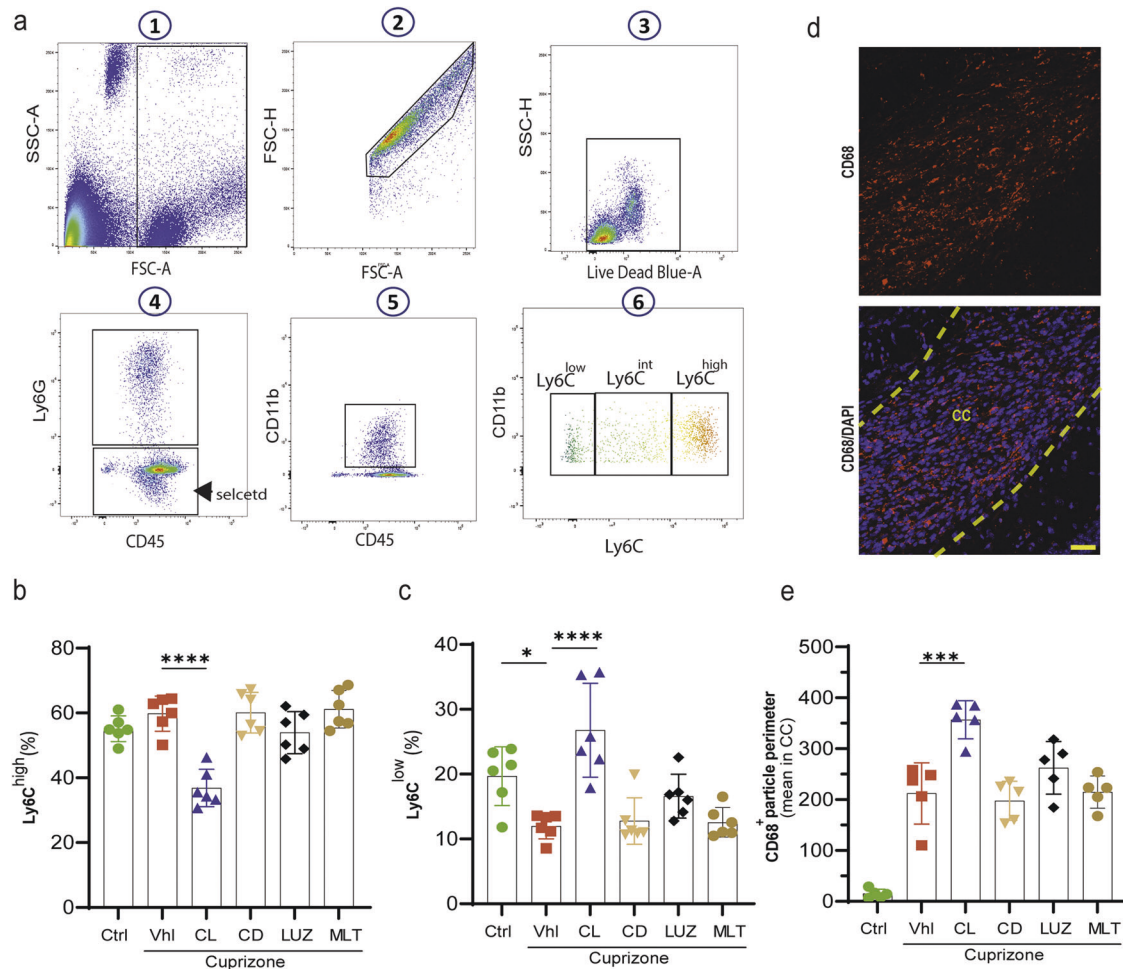 a
1
2
3
d
SSC-A
FSC-A
FSC-H
FSC-A
SSC-H
Live Dead Blue-A
CD68
4
5
6
Ly6G
selcetd
CD45
CD11b
CD45
CD11b
Ly6C low
Ly6C int
Ly6C high
Ly6C
CD68/DAPI
CC
b
Ly6C high (%)
80
60
40
20
0
****
Ctrl Vhl CL CD LUZ MLT
Cuprizone
c
Ly6C low (%)
40
30
20
10
0
* ****
Ctrl Vhl CL CD LUZ MLT
Cuprizone
e
CD68+ particle perimeter
(mean in CC)
500
400
300
200
100
0
***
Ctrl Vhl CL CD LUZ MLT
Cuprizone